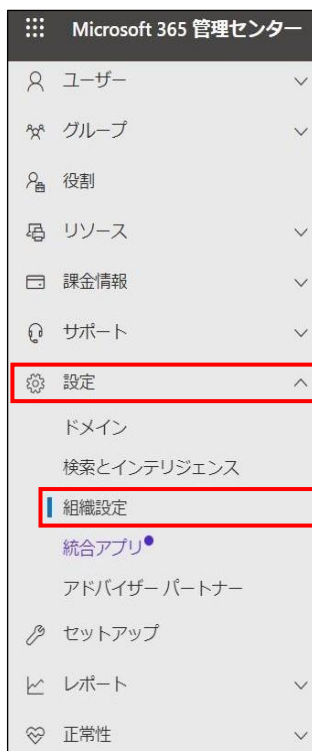 Microsoft 365 管理センター
ユーザー
グループ
役割
リソース
課金情報
サポート
設定
ドメイン
検索とインテリジェンス
組織設定
統合アプリ
アドバイザー パートナー
セットアップ
レポート
正常性